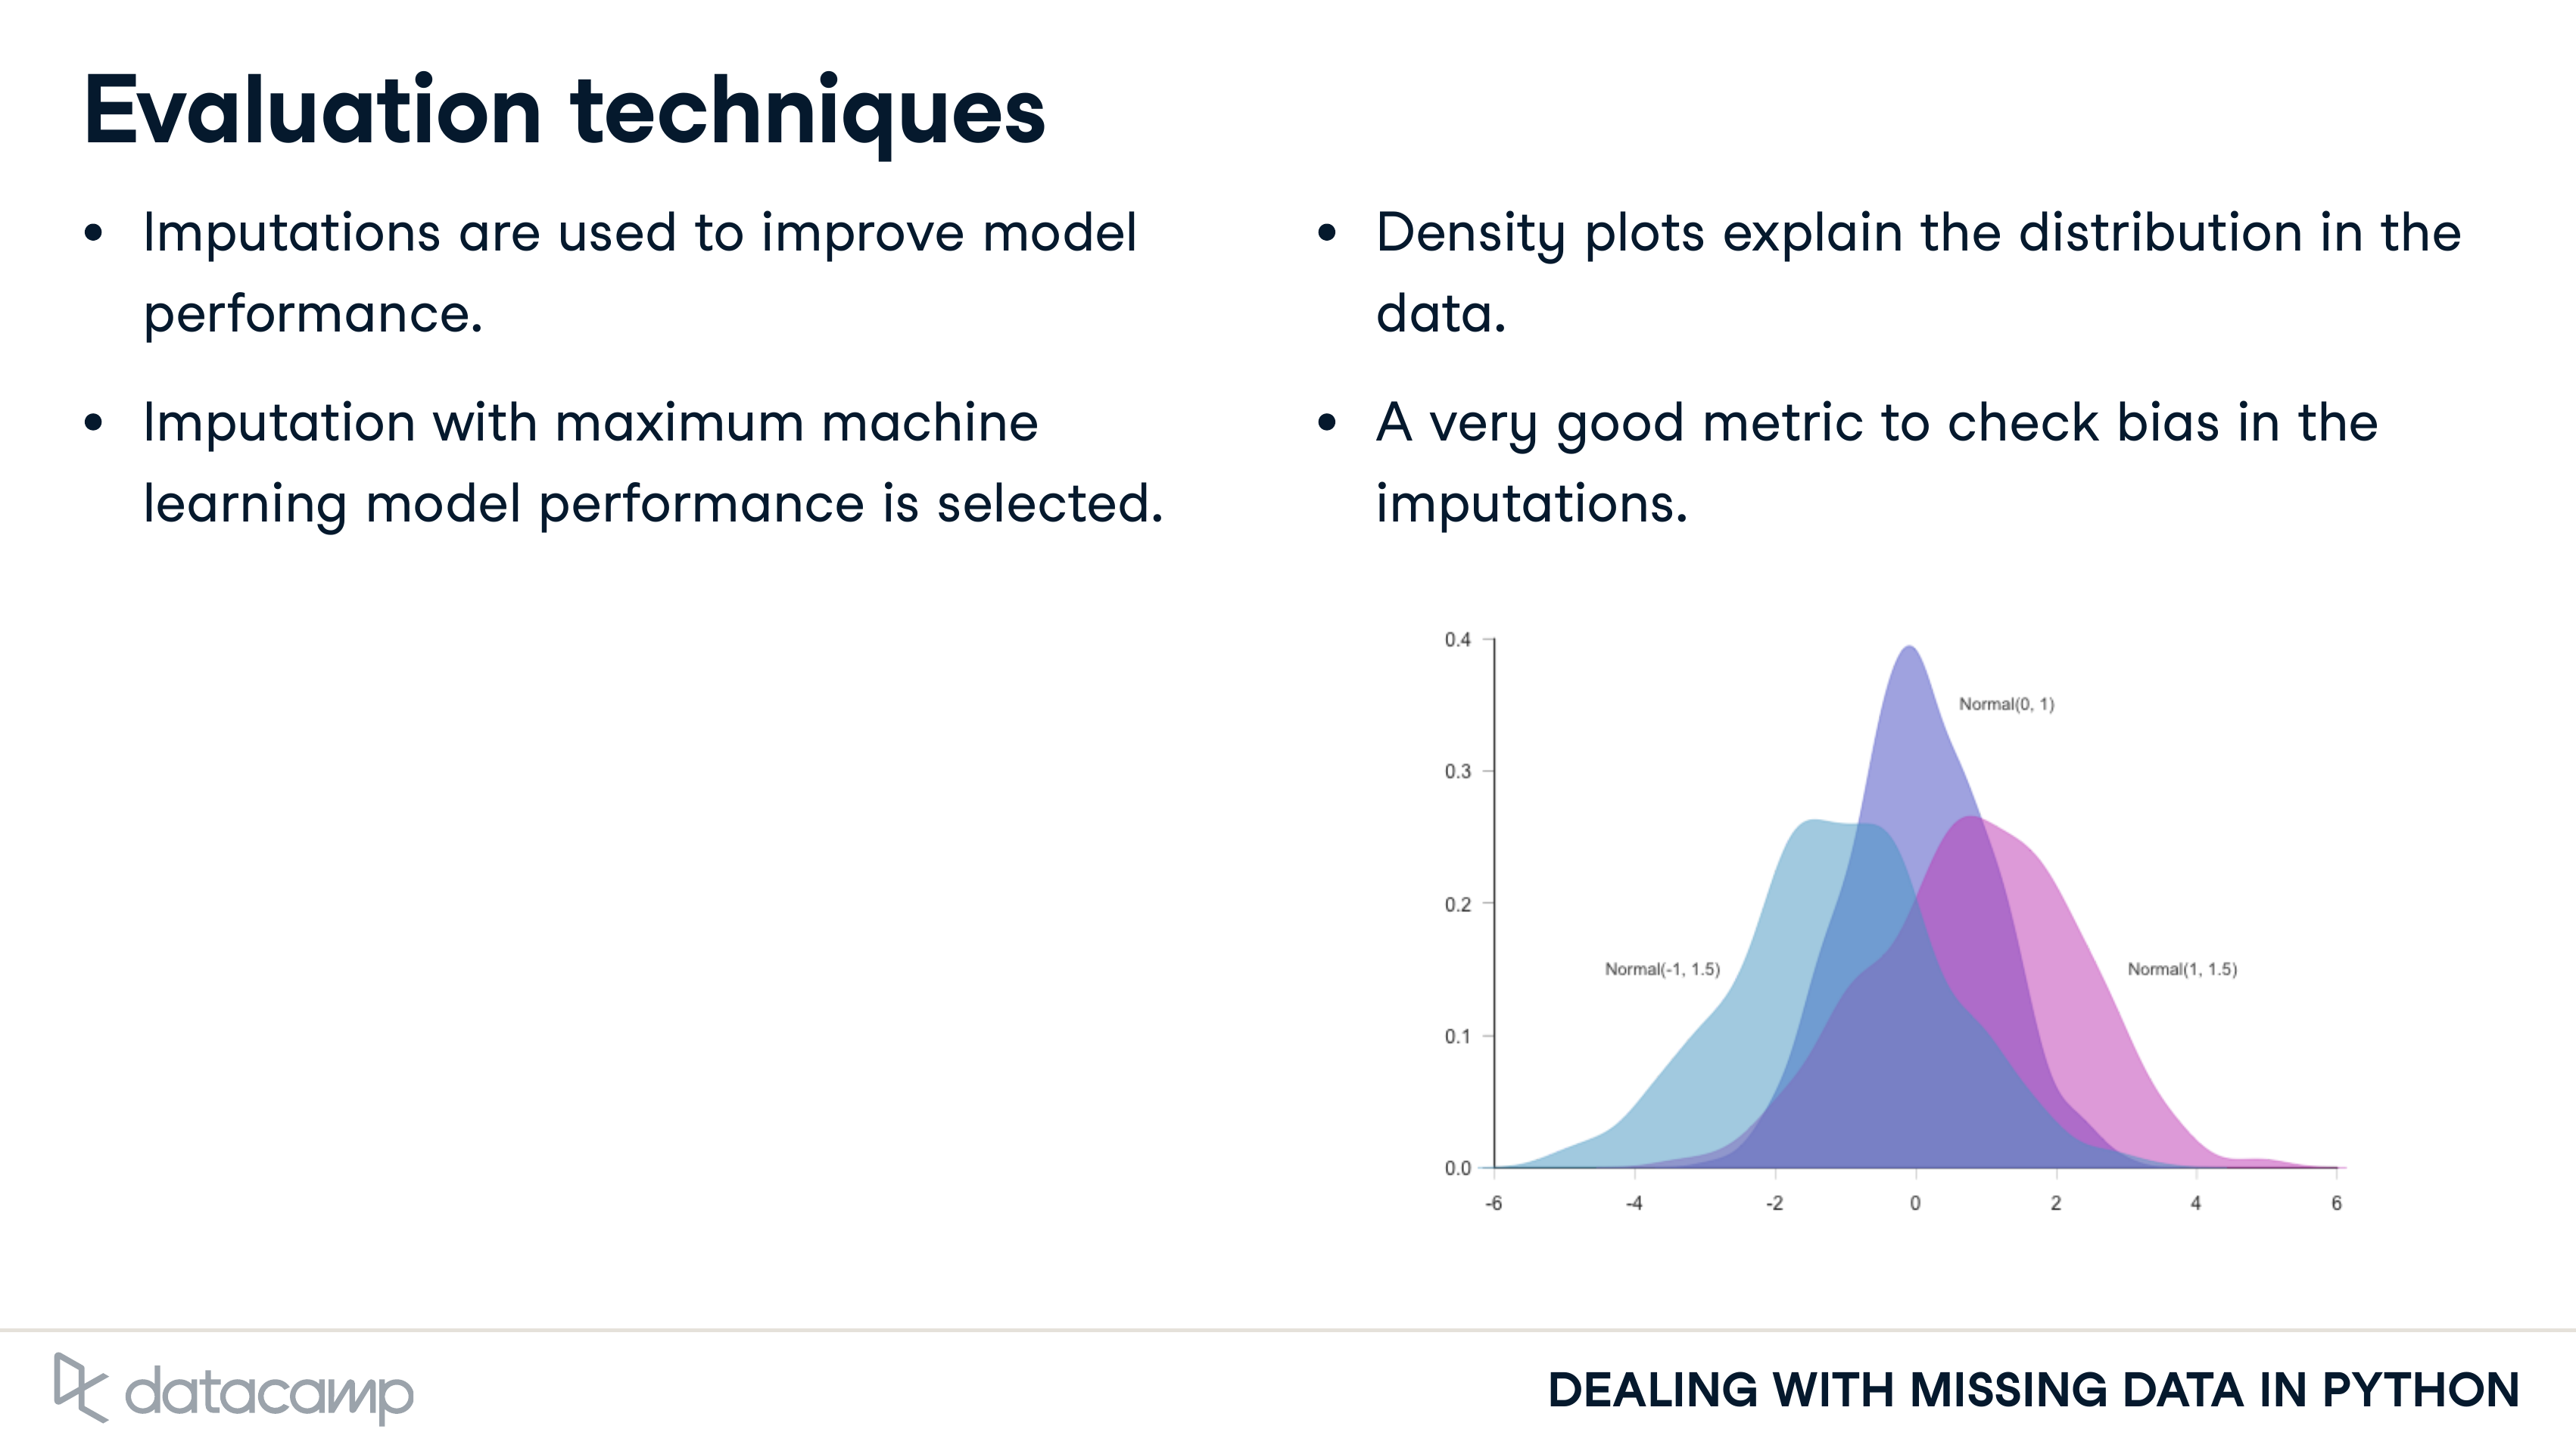 Evaluation techniques
• Imputations are used to improve model
performance.
• Imputation with maximum machine
learning model performance is selected.
• Density plots explain the distribution in the
data.
• A very good metric to check bias in the
imputations.
0.4
Normal(0, 1)
0.3
0.2
Normal(-1, 1.5)
Normal(1, 1.5)
0.1
0.0
-6 -4 -2 0 2 4 6
datacamp
DEALING WITH MISSING DATA IN PYTHON